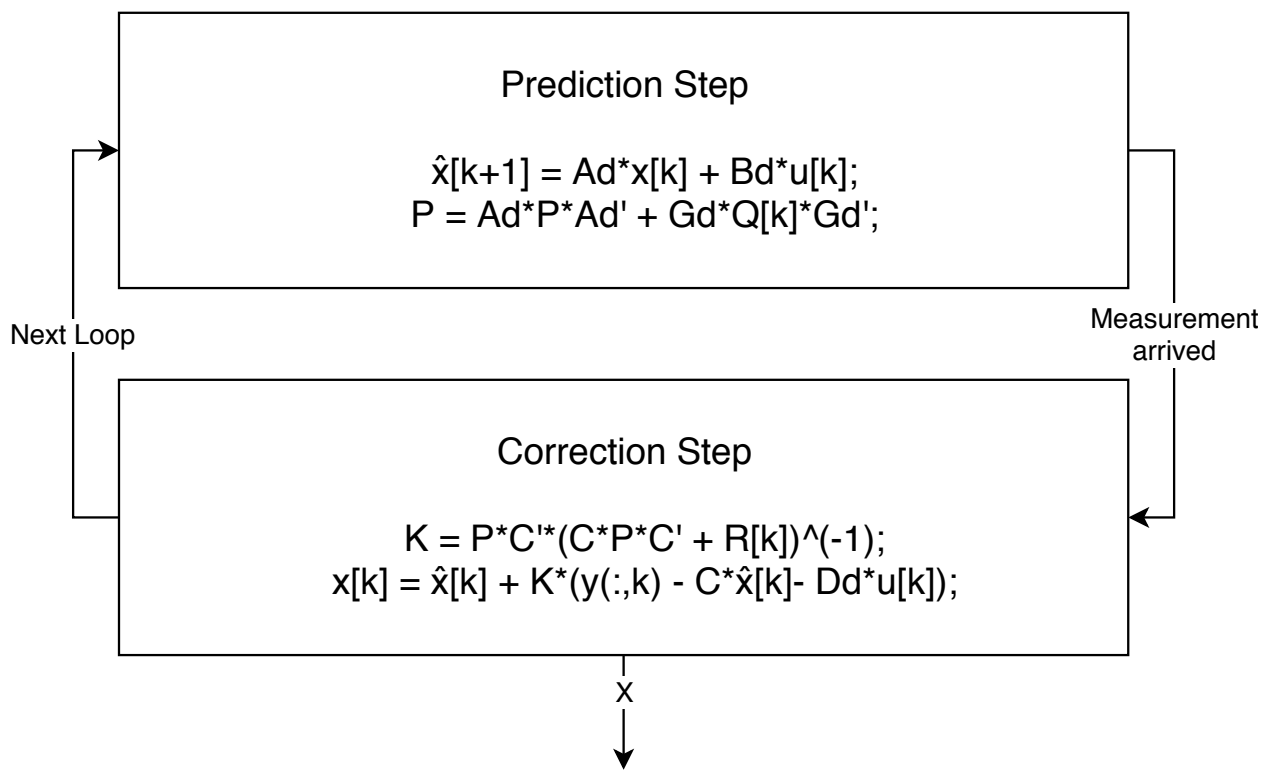 Prediction Step
x̂[k+1] = Ad*x[k] + Bd*u[k];
P = Ad*P*Ad' + Gd*Q[k]*Gd';
Next Loop
Measurement
arrived
Correction Step
K = P*C'*(C*P*C' + R[k])^(-1);
x[k] = x̂[k] + K*(y(:,k) - C*x̂[k]- Dd*u[k]);
x